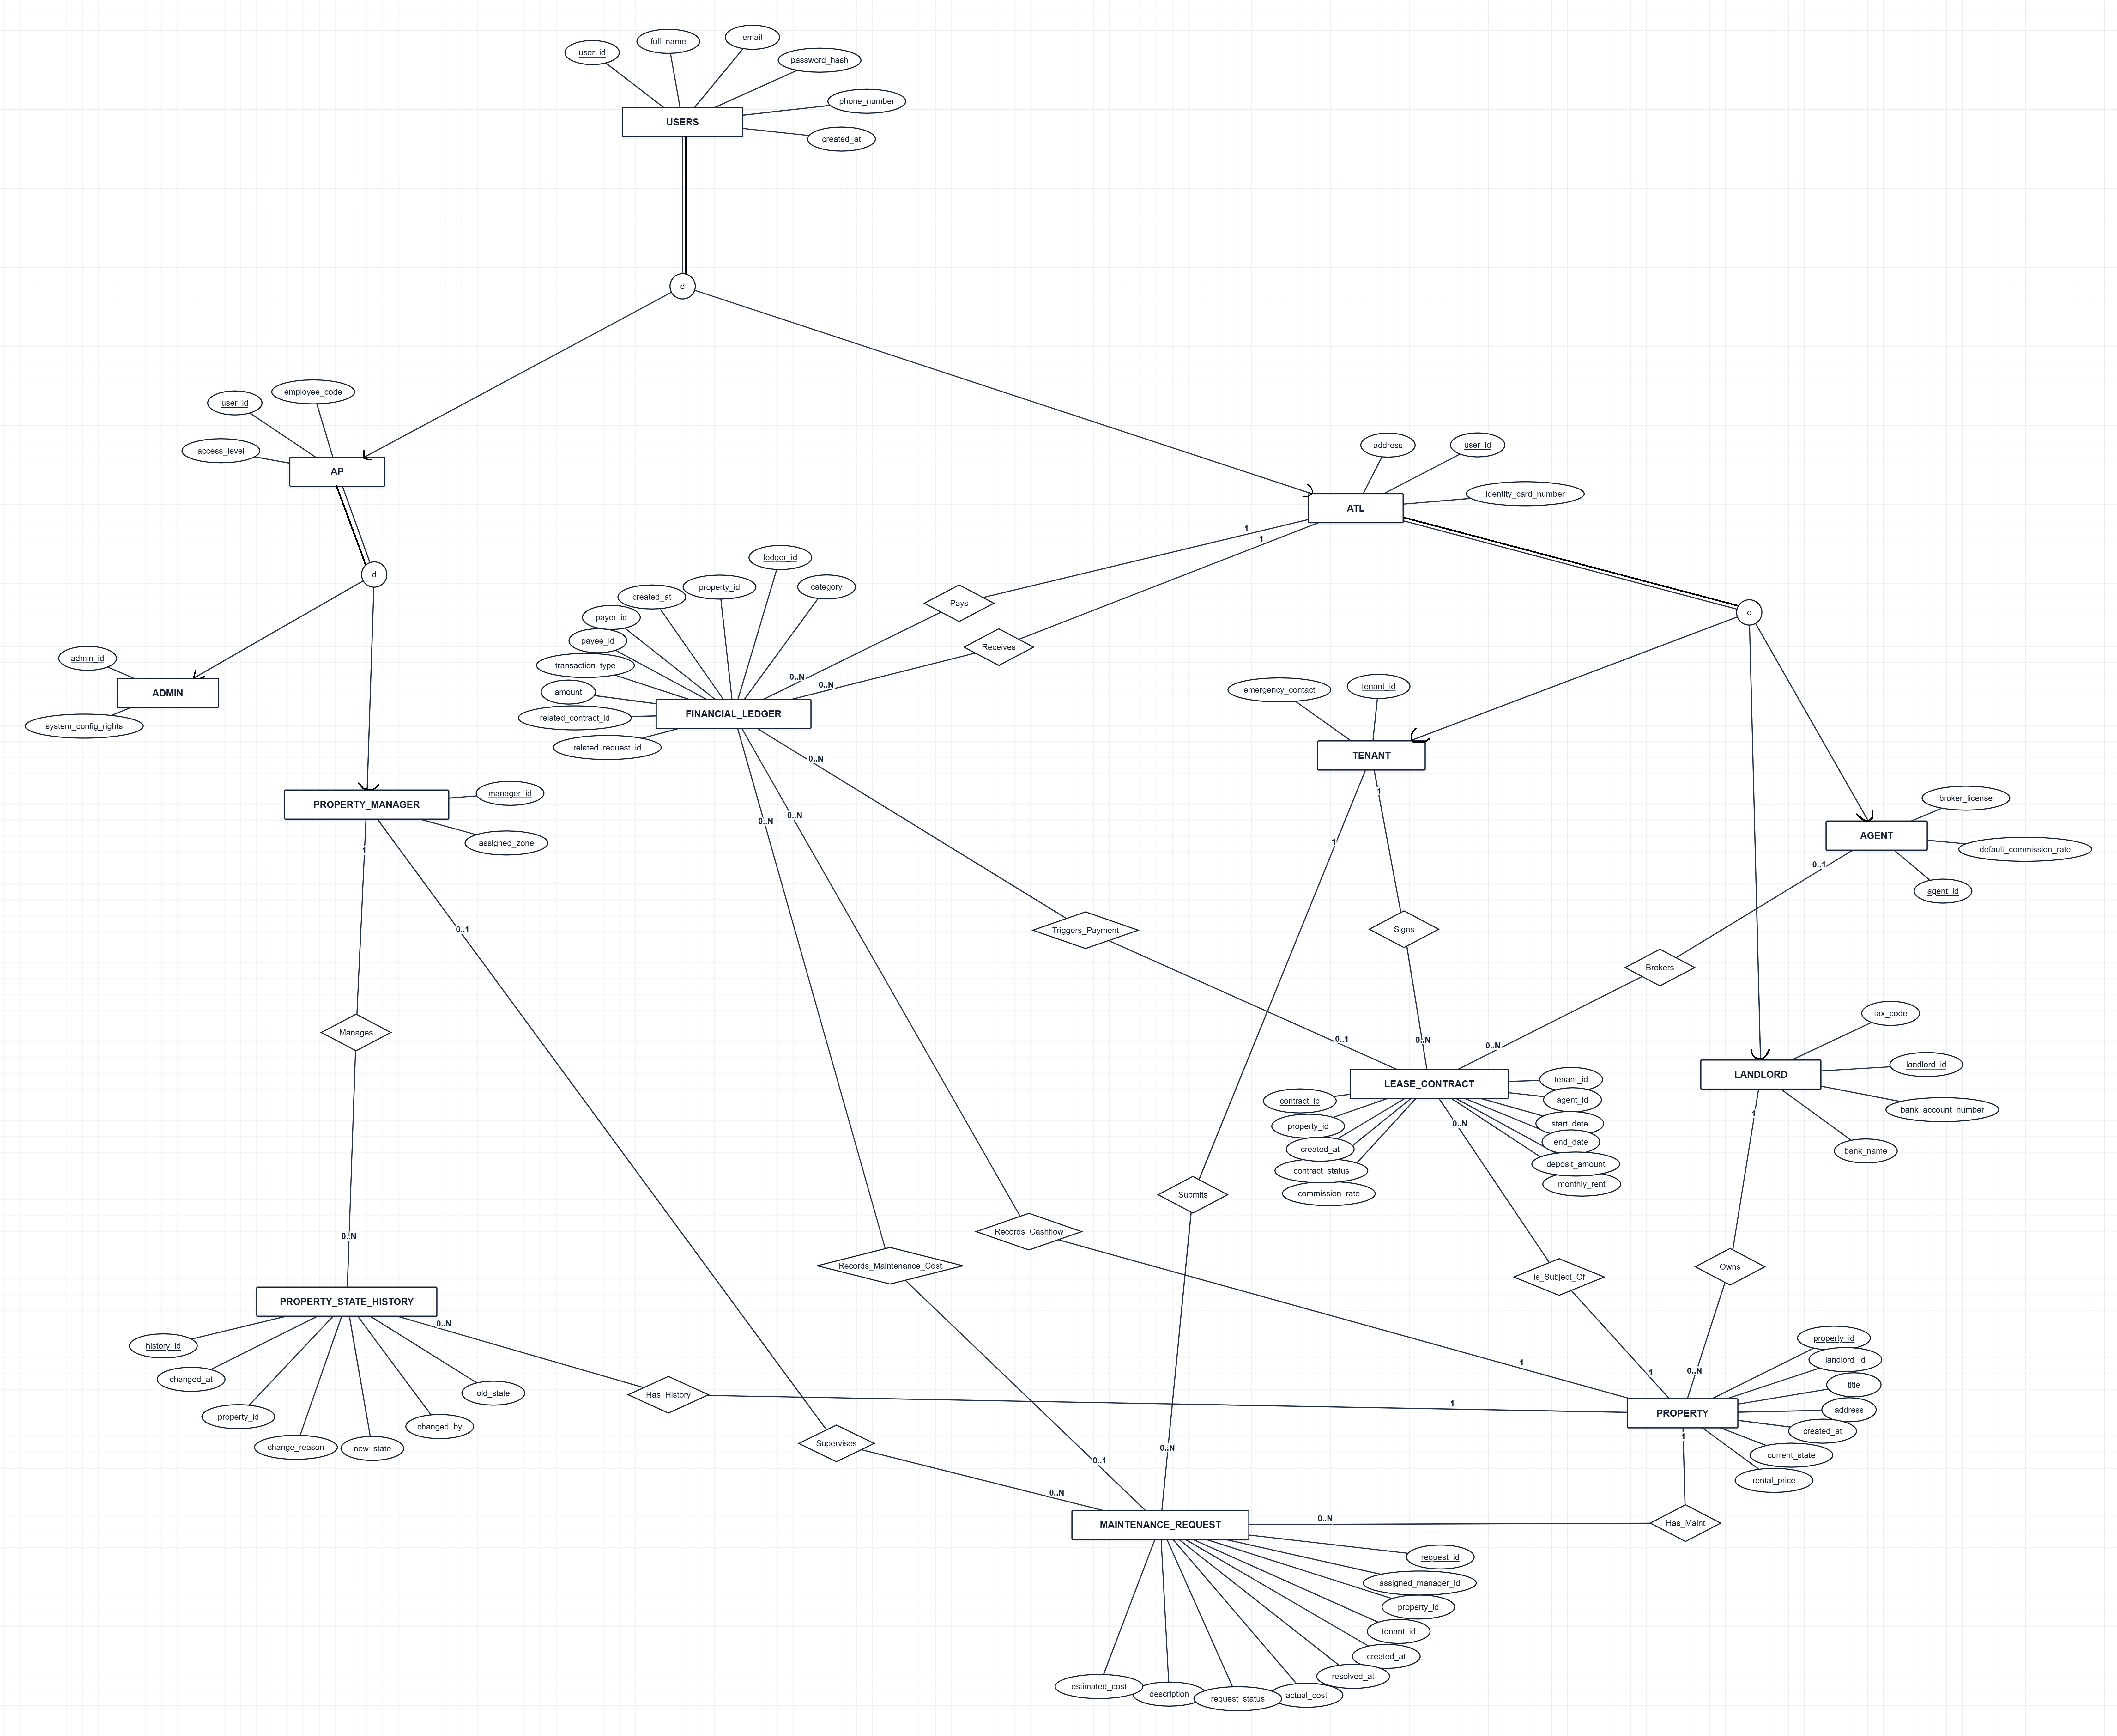 email
full_name
user_id
password_hash
phone_number
USERS
created_at
d
employee_code
user_id
access_level
AP
address
user_id
identity_card_number
ATL
1
1
d
ledger_id
created_at
property_id
category
payer_id
payee_id
transaction_type
amount
related_contract_id
related_request_id
FINANCIAL_LEDGER
Pays
Receives
0..N
0..N
o
admin_id
ADMIN
system_config_rights
emergency_contact
tenant_id
TENANT
PROPERTY_MANAGER
manager_id
assigned_zone
0..N
0..N
0..N
1
1
1
0..1
broker_license
AGENT
default_commission_rate
0..1
agent_id
Triggers_Payment
Signs
Brokers
Manages
0..1
0..N
0..N
tax_code
landlord_id
LANDLORD
bank_account_number
bank_name
1
LEASE_CONTRACT
contract_id
property_id
created_at
contract_status
commission_rate
tenant_id
agent_id
start_date
end_date
deposit_amount
monthly_rent
0..N
Submits
Records_Cashflow
Records_Maintenance_Cost
Is_Subject_Of
Owns
0..N
PROPERTY_STATE_HISTORY
0..N
history_id
changed_at
property_id
change_reason
new_state
changed_by
old_state
Has_History
1
1
1
0..N
property_id
landlord_id
title
address
created_at
current_state
rental_price
PROPERTY
1
Supervises
0..N
0..1
0..N
MAINTENANCE_REQUEST
0..N
Has_Maint
request_id
assigned_manager_id
property_id
tenant_id
created_at
resolved_at
actual_cost
request_status
description
estimated_cost